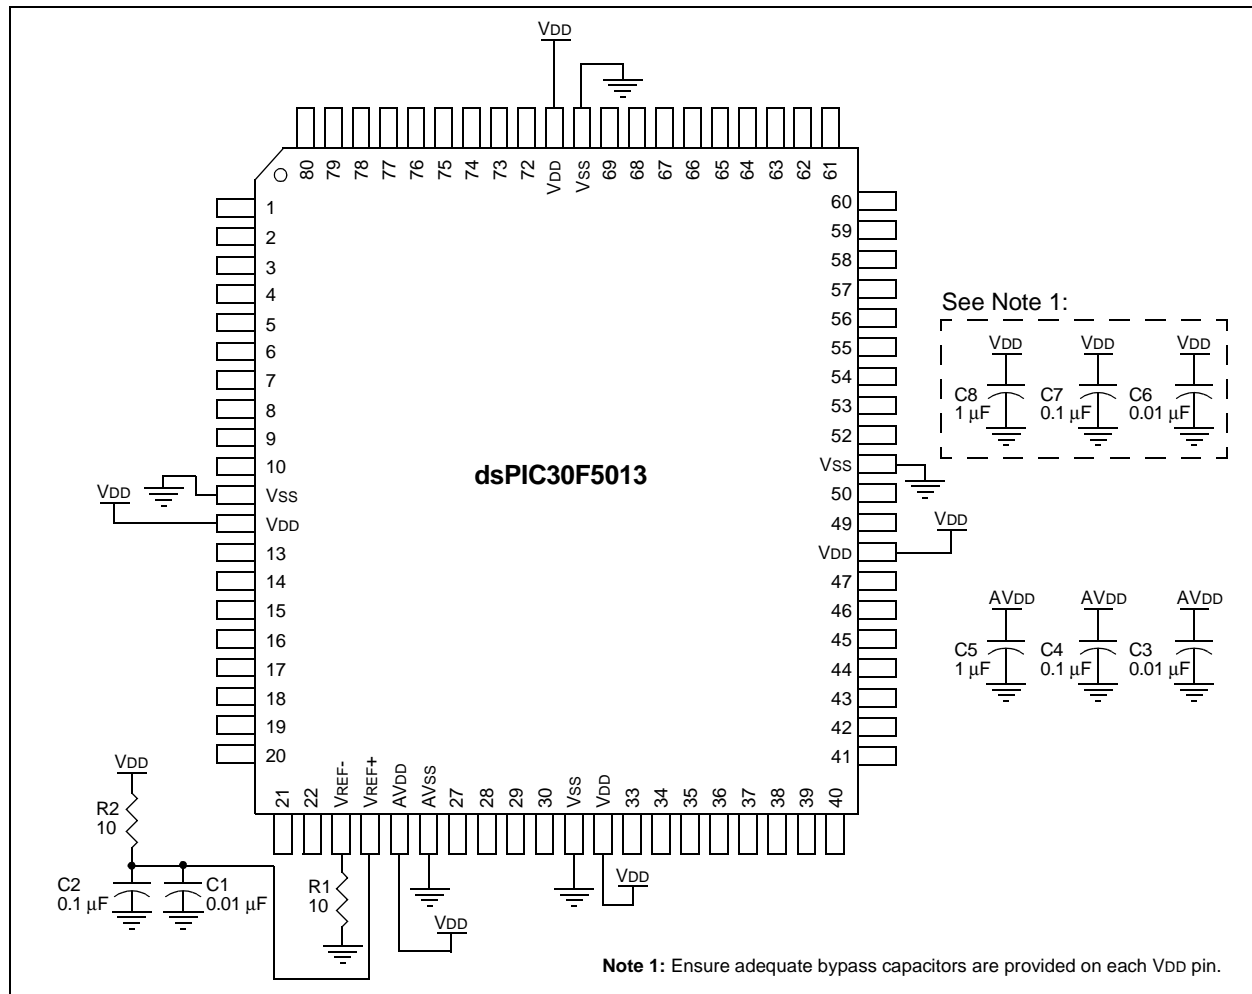 VDD
80 79 78 77 76 75 74 73 72 VDD VSS 69 68 67 66 65 64 63 62 61
1
2
3
4
5
6
7
8
9
10
VSS
VDD
13
14
15
16
17
18
19
20
VDD
dsPIC30F5013
60
59
58
57
56
55
54
53
52
VSS
50
49
VDD
47
46
45
44
43
42
41
VDD
See Note 1:
VDD VDD VDD
C8 C7 C6
1 µF 0.1 µF 0.01 µF
AVDD AVDD AVDD
C5 C4 C3
1 µF 0.1 µF 0.01 µF
21 22 VREF- VREF+ AVDD AVSS 27 28 29 30 VSS VDD 33 34 35 36 37 38 39 40
VDD
R2
10
C2
0.1 µF
C1
0.01 µF
R1
10
VDD
VDD
Note 1: Ensure adequate bypass capacitors are provided on each VDD pin.